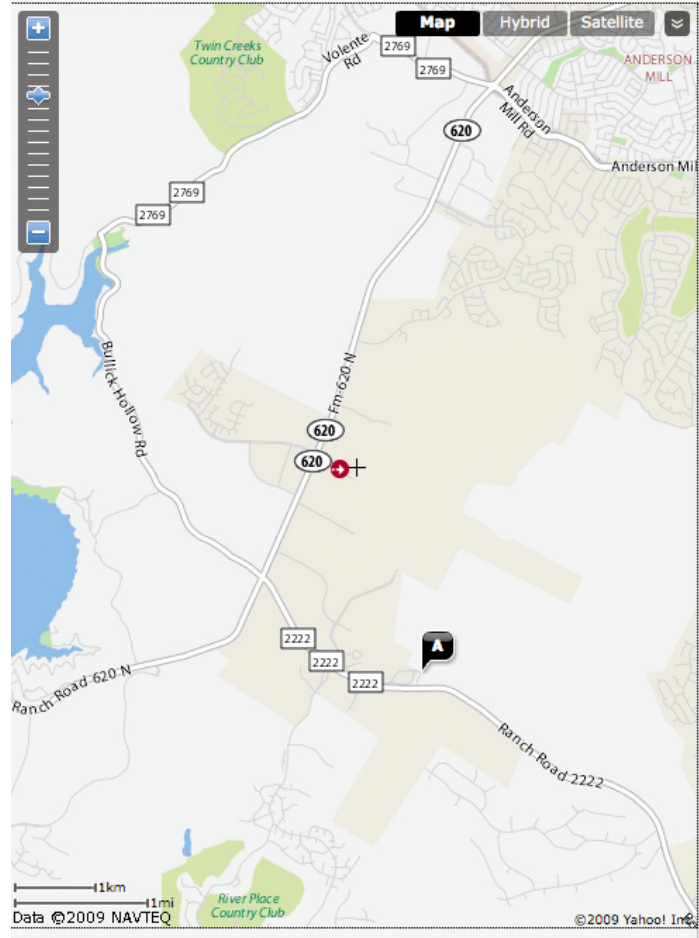 Map Hybrid Satellite
Twin Creeks
Country Club
Volente
Rd
2769
2769
ANDERSON
MILL
Anderson
Mill Rd
620
Anderson Mil
2769
2769
Bullick Hollow Rd
Fm-620 N
620
620
2222
2222
2222
A
Ranch Road 620 N
Ranch Road 2222
1km
1mi
River Place
Country Club
Data ©2009 NAVTEQ
©2009 Yahoo! Inc